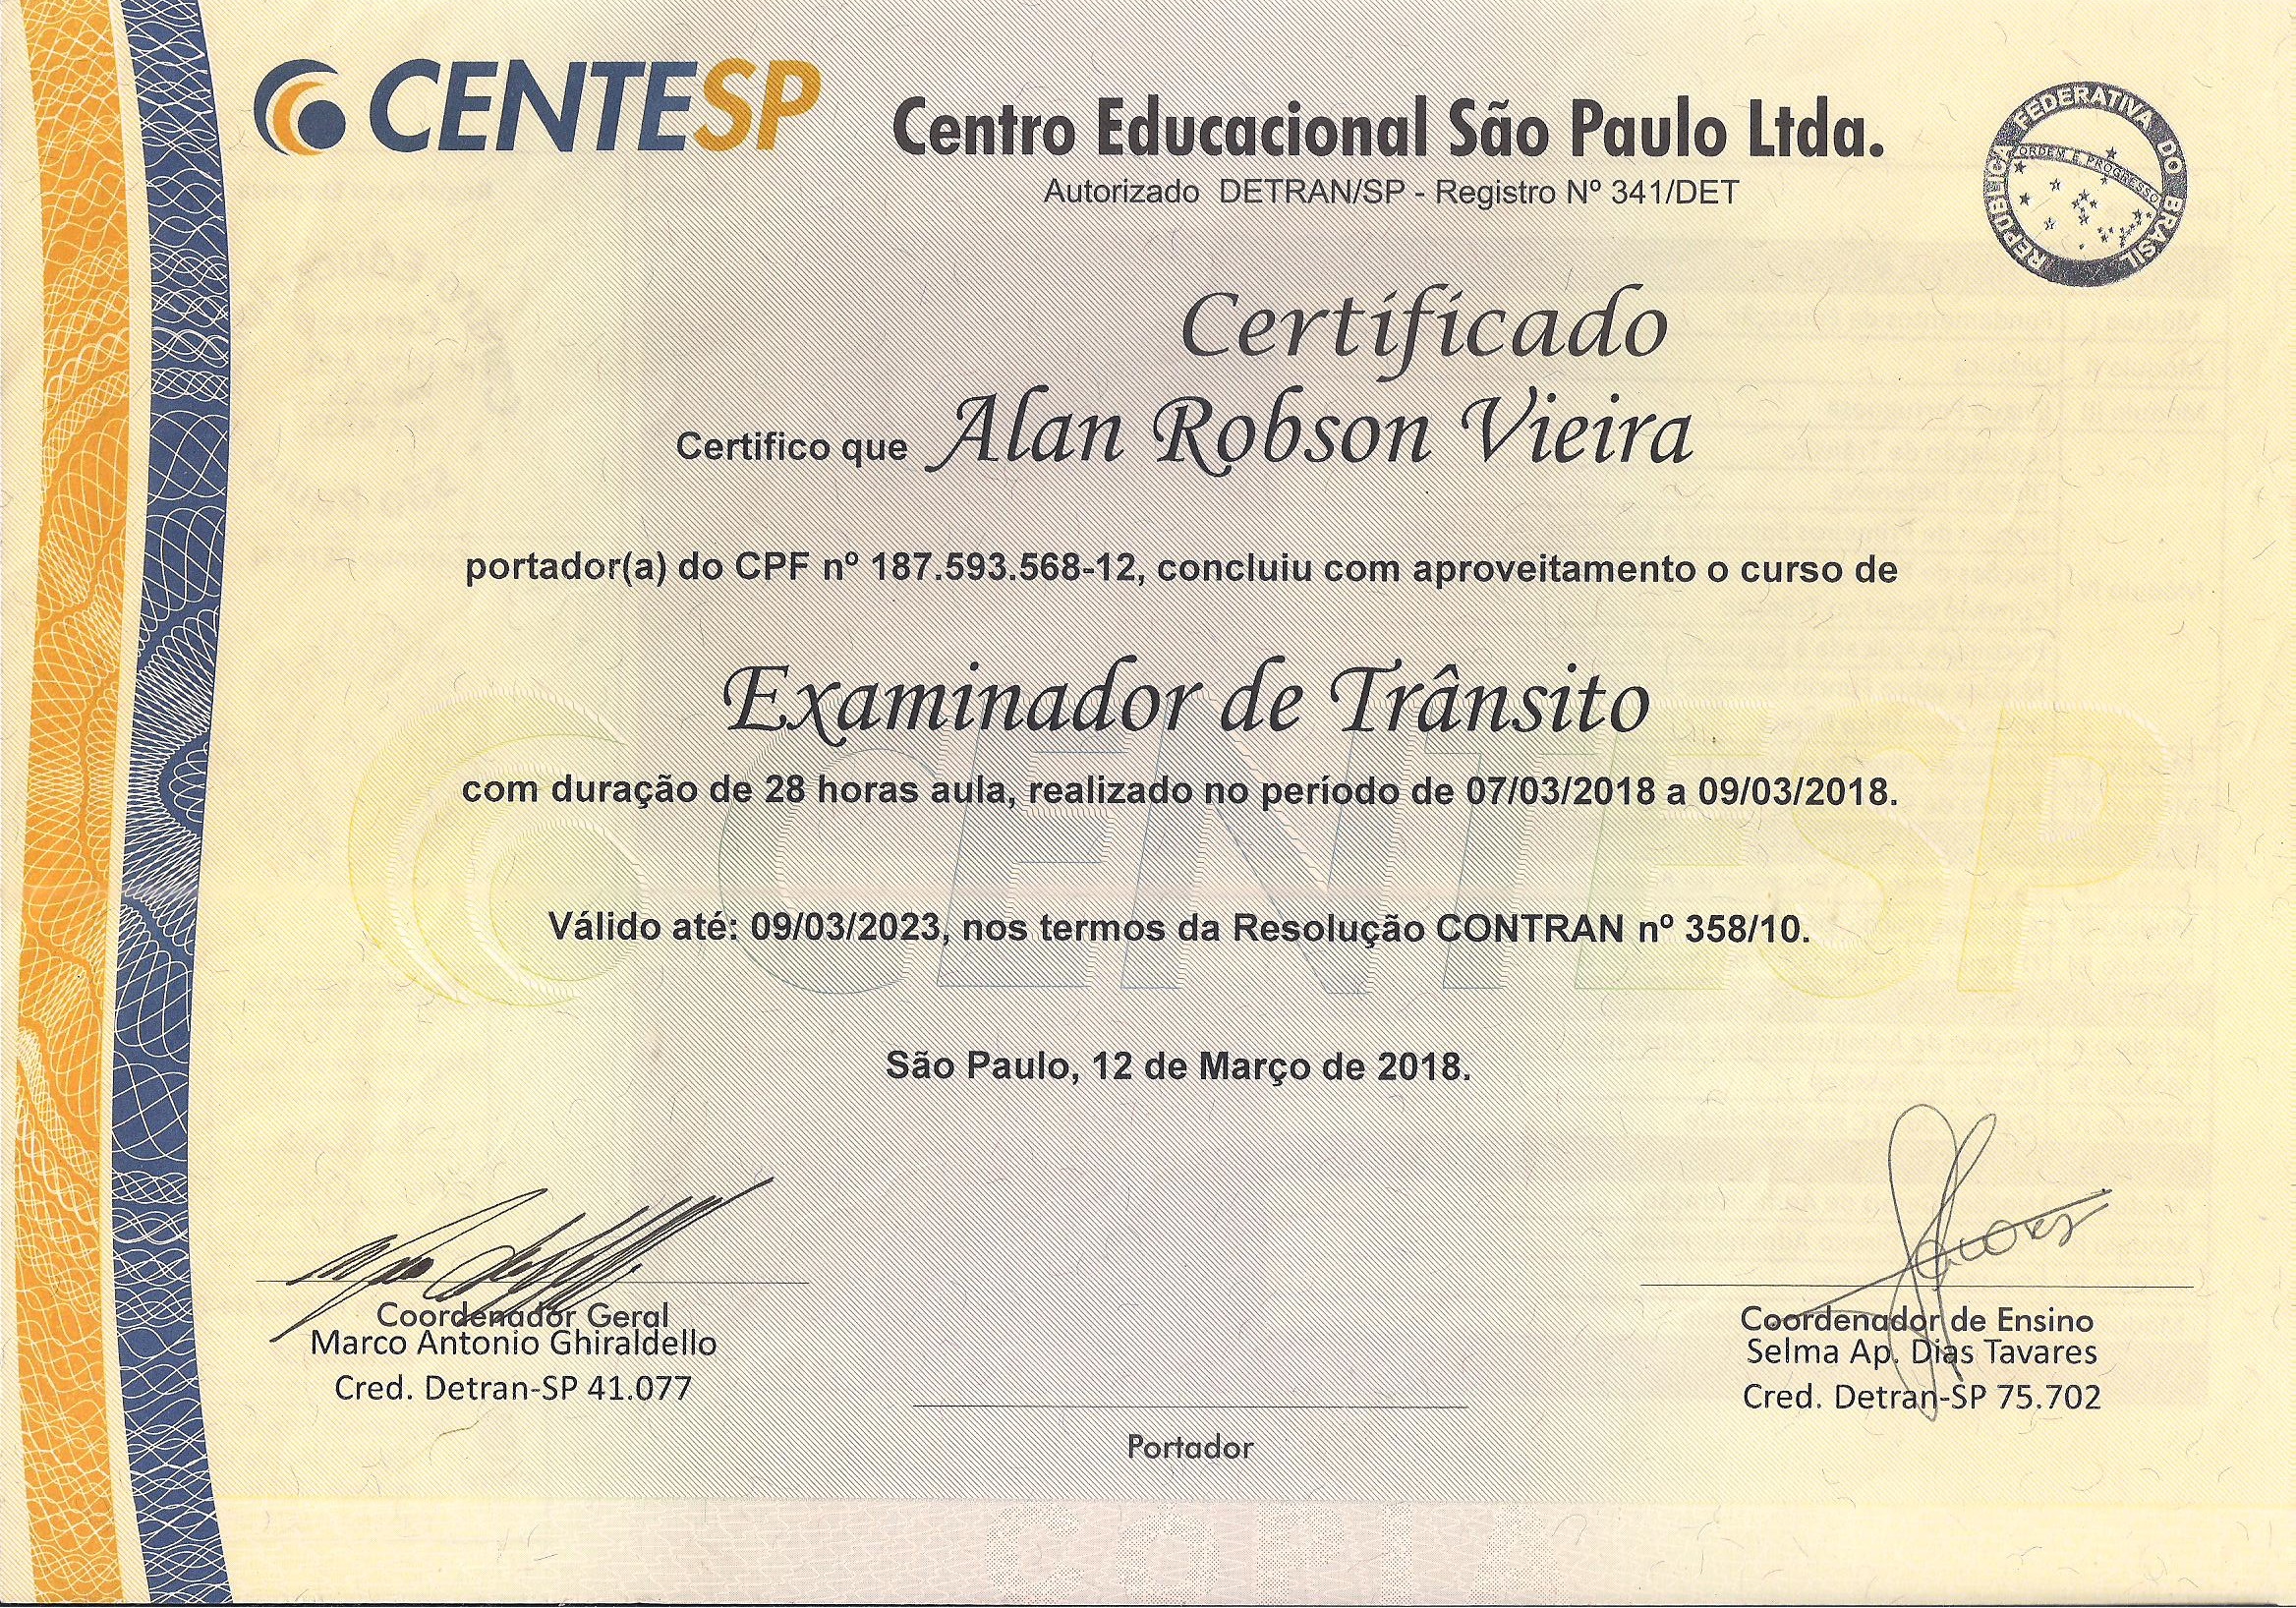 CENTESP
Centro Educacional São Paulo Ltda.
Autorizado DETRAN/SP - Registro Nº 341/DET
REPÚBLICA FEDERATIVA DO BRASIL
ORDEM E PROGRESSO
Certificado
Certifico que Alan Robson Vieira
portador(a) do CPF nº 187.593.568-12, concluiu com aproveitamento o curso de
Examinador de Trânsito
com duração de 28 horas aula, realizado no período de 07/03/2018 a 09/03/2018.
CENTESP
Válido até: 09/03/2023, nos termos da Resolução CONTRAN nº 358/10.
São Paulo, 12 de Março de 2018.
Coordenador Geral
Marco Antonio Ghiraldello
Cred. Detran-SP 41.077
Coordenador de Ensino
Selma Ap. Dias Tavares
Cred. Detran-SP 75.702
Portador
COPIA